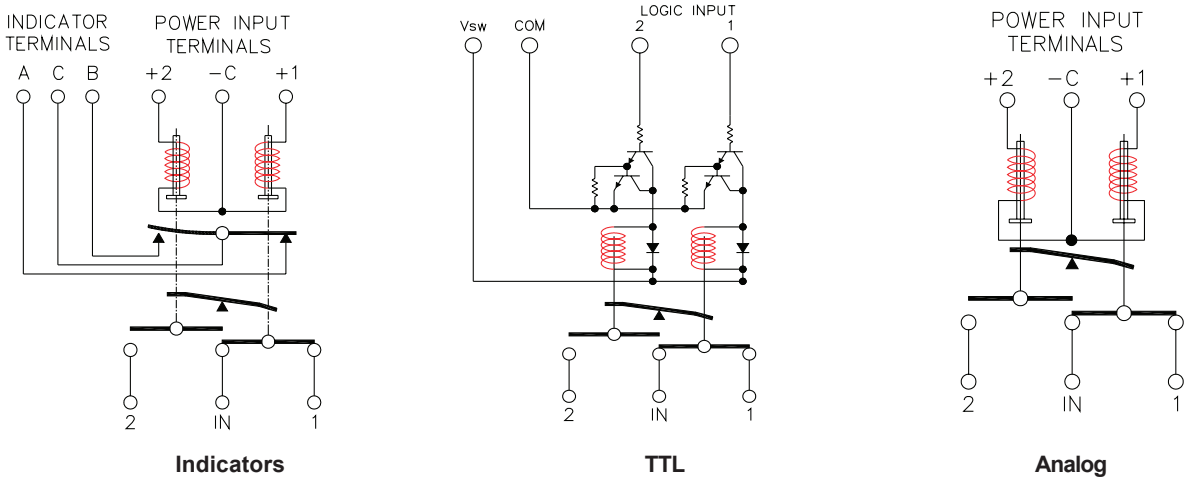 INDICATOR
TERMINALS
A C B
POWER INPUT
TERMINALS
+2 -C +1
2 IN 1
Indicators
LOGIC INPUT
Vsw COM 2 1
2 IN 1
TTL
POWER INPUT
TERMINALS
+2 -C +1
2 IN 1
Analog